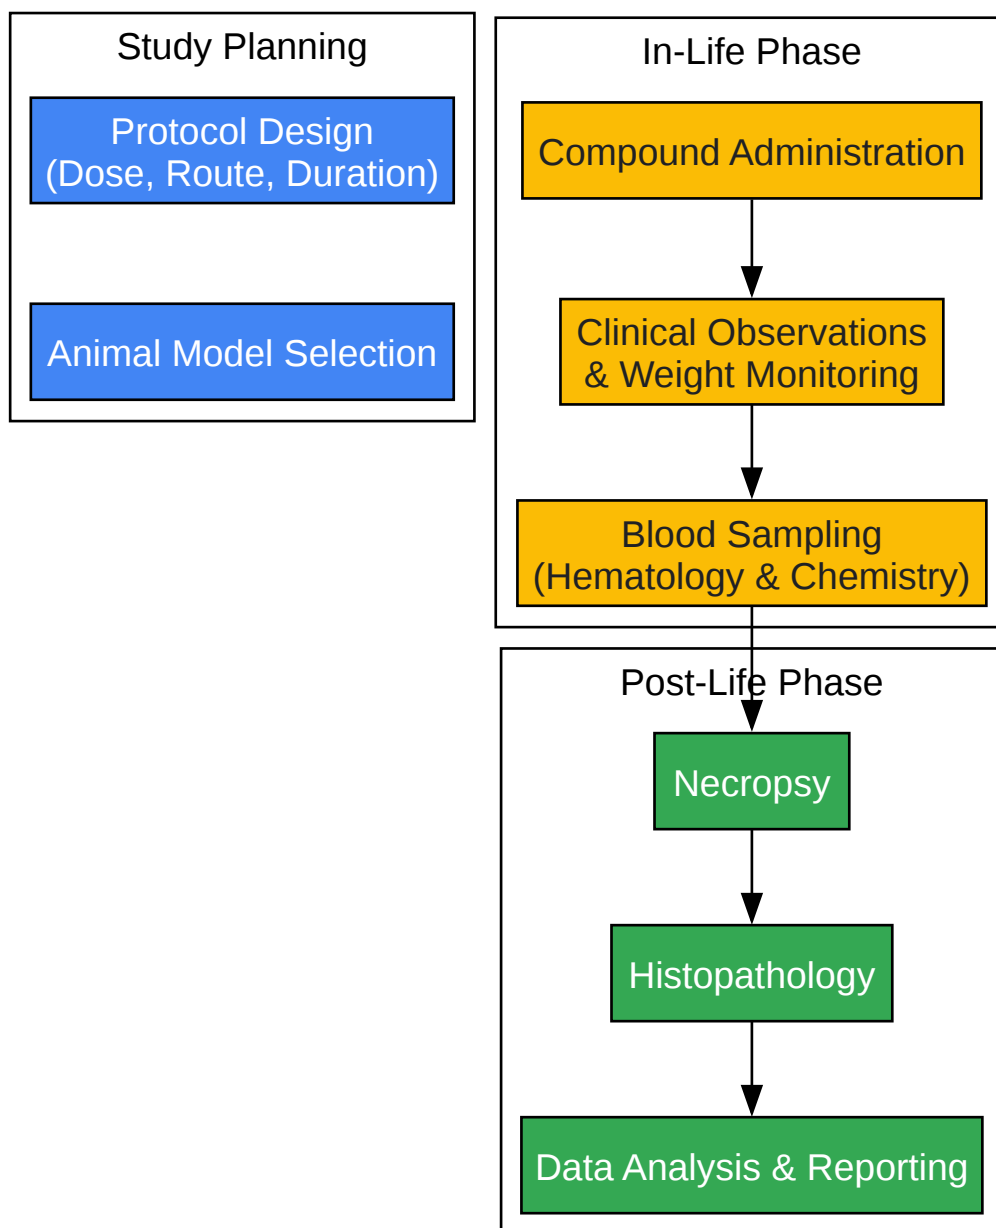 Study Planning
Protocol Design
(Dose, Route, Duration)
Animal Model Selection
In-Life Phase
Compound Administration
Clinical Observations
& Weight Monitoring
Blood Sampling
(Hematology & Chemistry)
Post-Life Phase
Necropsy
Histopathology
Data Analysis & Reporting